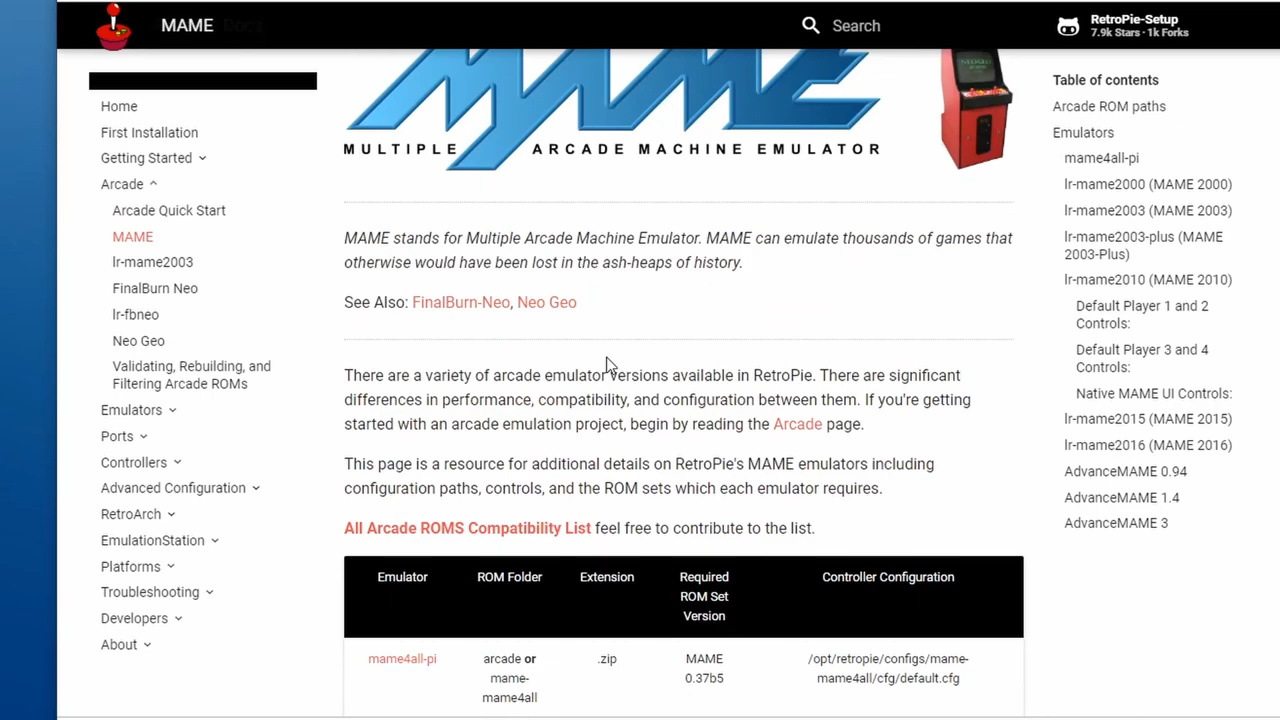 MAME
Search
RetroPie-Setup
7.9k Stars · 1k Forks
Home
First Installation
Getting Started
Arcade
Arcade Quick Start
MAME
lr-mame2003
FinalBurn Neo
lr-fbneo
Neo Geo
Validating, Rebuilding, and
Filtering Arcade ROMs
Emulators
Ports
Controllers
Advanced Configuration
RetroArch
EmulationStation
Platforms
Troubleshooting
Developers
About
MAME
MULTIPLE ARCADE MACHINE EMULATOR
MAME stands for Multiple Arcade Machine Emulator. MAME can emulate thousands of games that
otherwise would have been lost in the ash-heaps of history.
See Also: FinalBurn-Neo, Neo Geo
There are a variety of arcade emulator versions available in RetroPie. There are significant
differences in performance, compatibility, and configuration between them. If you're getting
started with an arcade emulation project, begin by reading the Arcade page.
This page is a resource for additional details on RetroPie's MAME emulators including
configuration paths, controls, and the ROM sets which each emulator requires.
All Arcade ROMS Compatibility List feel free to contribute to the list.
Emulator
ROM Folder
Extension
Required
ROM Set
Version
Controller Configuration
mame4all-pi
arcade or
mame-
mame4all
.zip
MAME
0.37b5
/opt/retropie/configs/mame-
mame4all/cfg/default.cfg
Table of contents
Arcade ROM paths
Emulators
mame4all-pi
lr-mame2000 (MAME 2000)
lr-mame2003 (MAME 2003)
lr-mame2003-plus (MAME
2003-Plus)
lr-mame2010 (MAME 2010)
Default Player 1 and 2
Controls:
Default Player 3 and 4
Controls:
Native MAME UI Controls:
lr-mame2015 (MAME 2015)
lr-mame2016 (MAME 2016)
AdvanceMAME 0.94
AdvanceMAME 1.4
AdvanceMAME 3